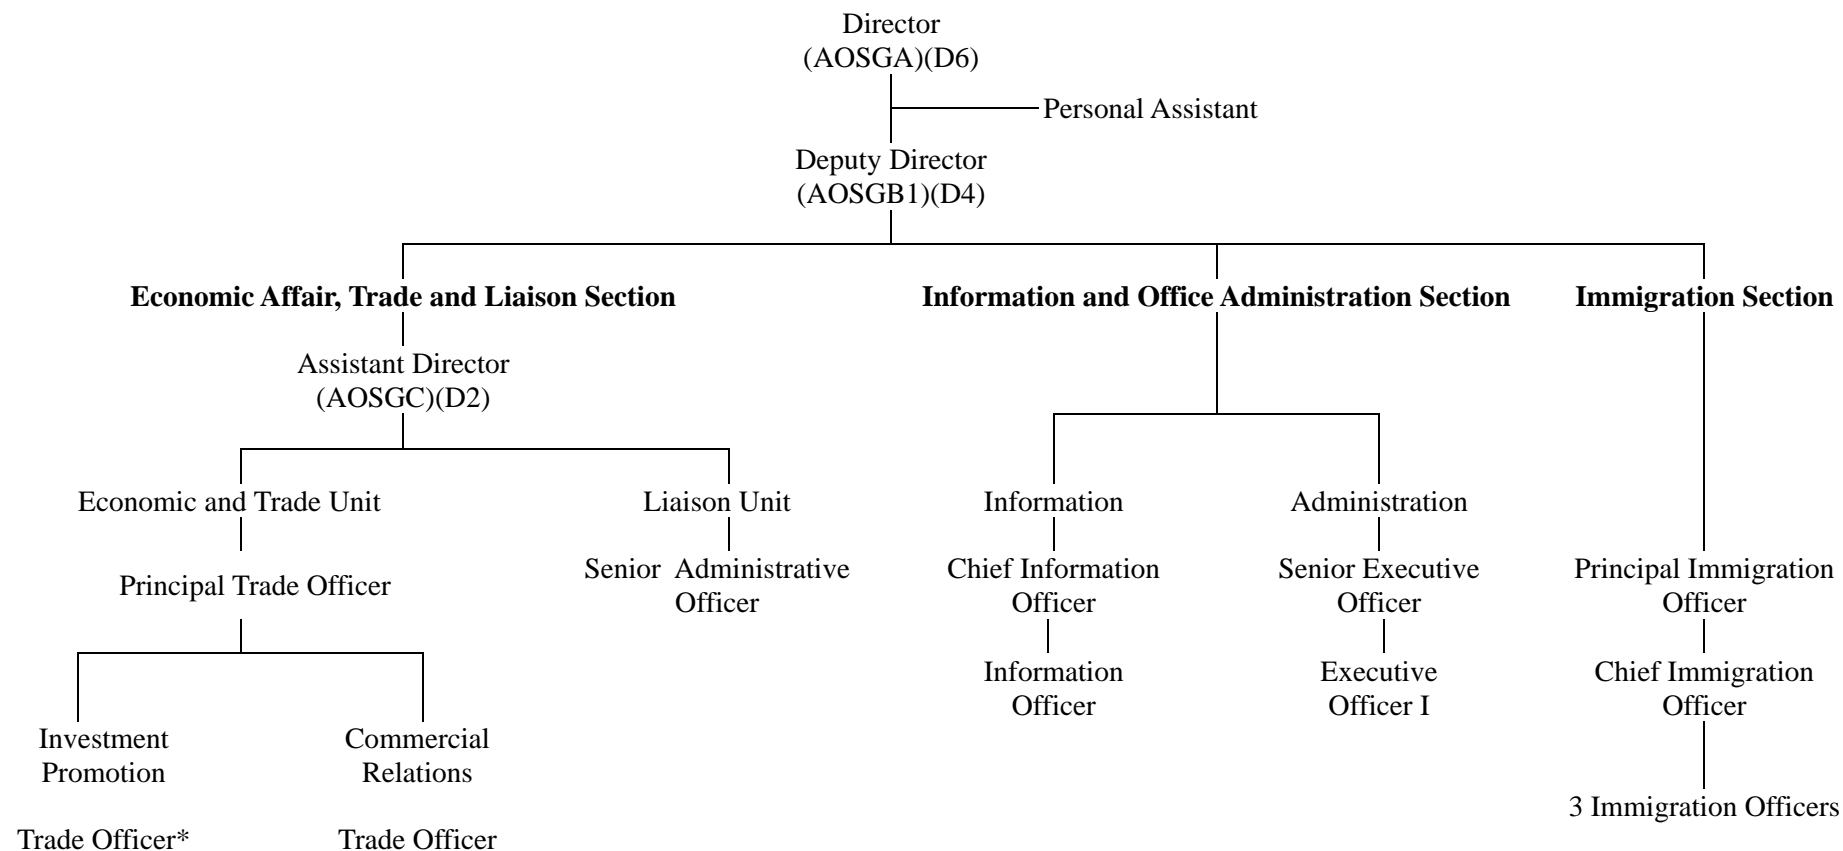 Director
(AOSGA)(D6)
Personal Assistant
Deputy Director
(AOSGB1)(D4)
Economic Affair, Trade and Liaison Section
Assistant Director
(AOSGC)(D2)
Economic and Trade Unit
Principal Trade Officer
Investment
Promotion
Trade Officer*
Commercial
Relations
Trade Officer
Liaison Unit
Senior Administrative
Officer
Information and Office Administration Section
Information
Chief Information
Officer
Information
Officer
Administration
Senior Executive
Officer
Executive
Officer I
Immigration Section
Principal Immigration
Officer
Chief Immigration
Officer
3 Immigration Officers